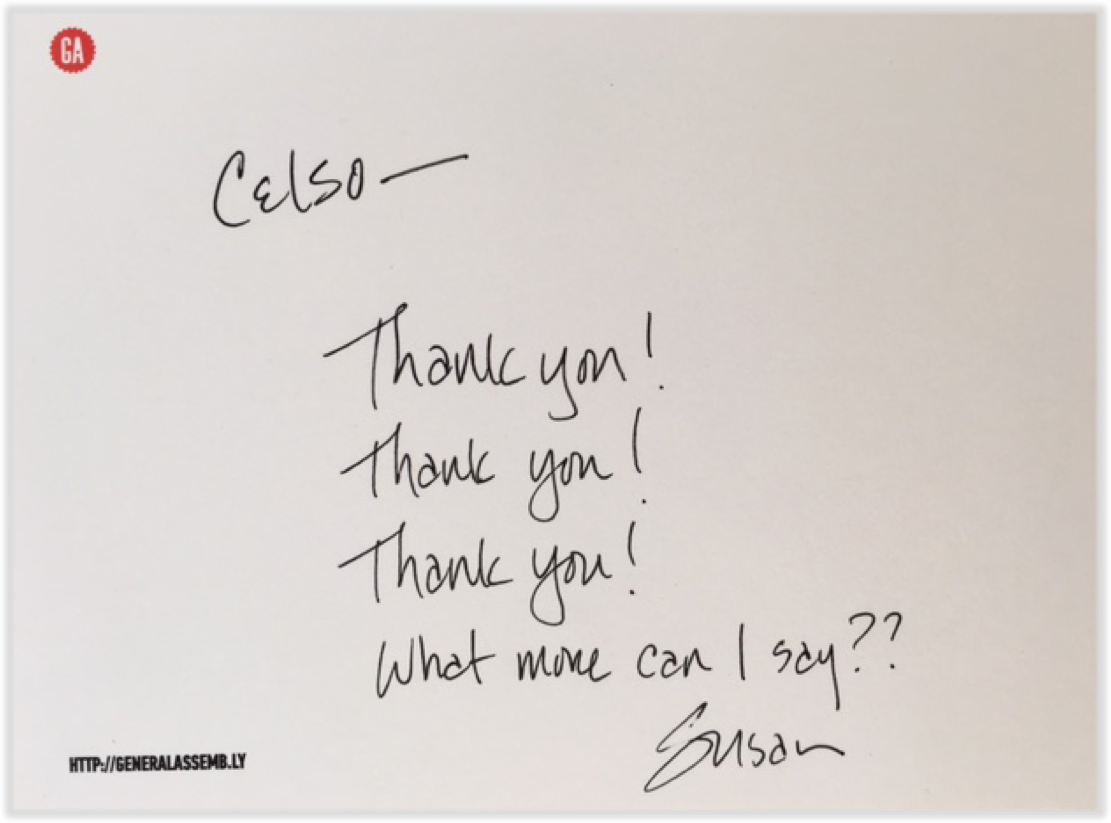 GA
Celso —
Thank you!
Thank you!
Thank you!
What more can I say??
Susan
HTTP://GENERALASSEMB.LY